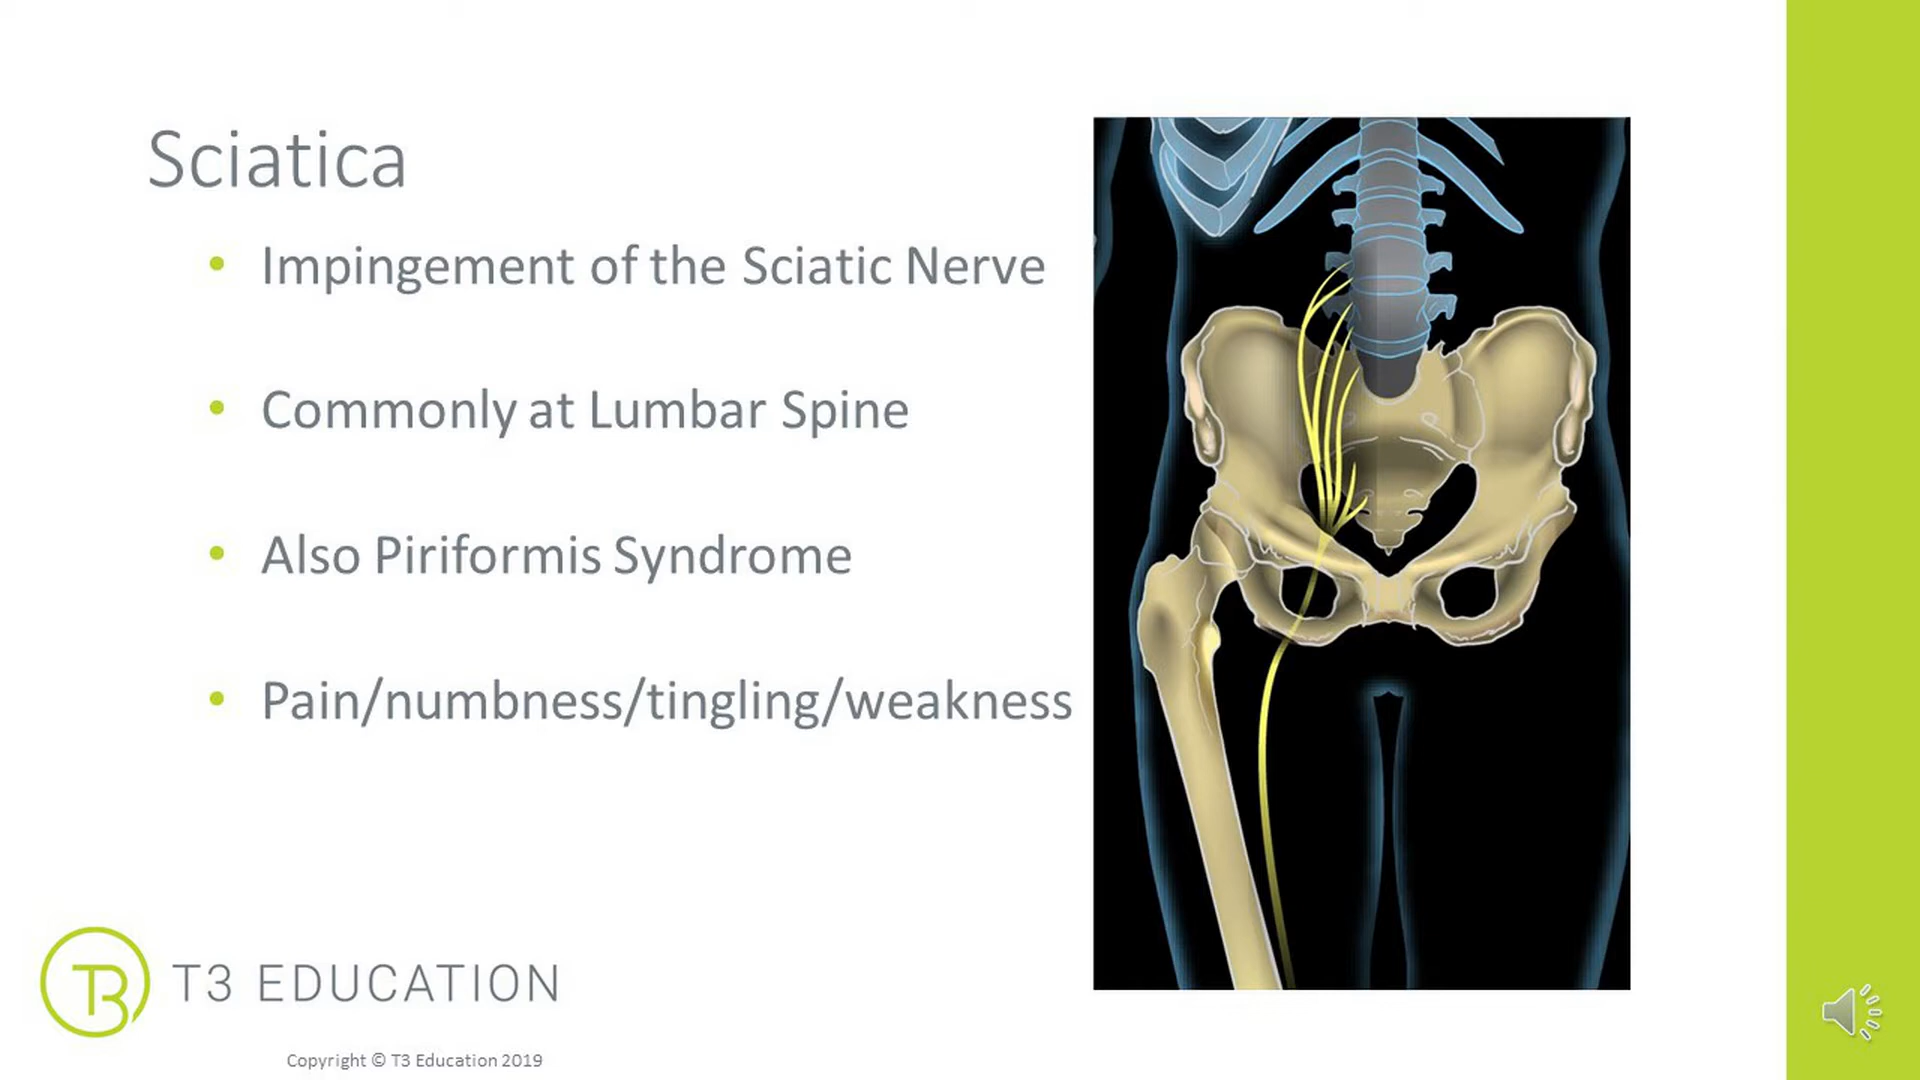 Sciatica
• Impingement of the Sciatic Nerve
• Commonly at Lumbar Spine
• Also Piriformis Syndrome
• Pain/numbness/tingling/weakness
T3 T3 EDUCATION
Copyright © T3 Education 2019